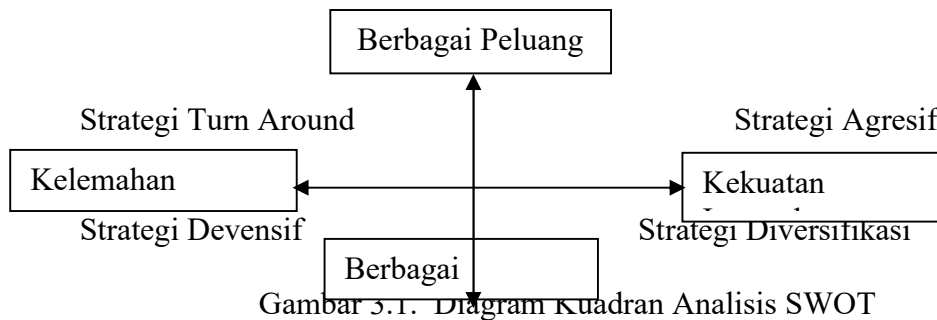 Berbagai Peluang
Strategi Turn Around
Strategi Agresif
Kelemahan
Kekuatan
Strategi Devensif
Strategi Diversifikasi
Berbagai
Gambar 3.1. Diagram Kuadran Analisis SWOT